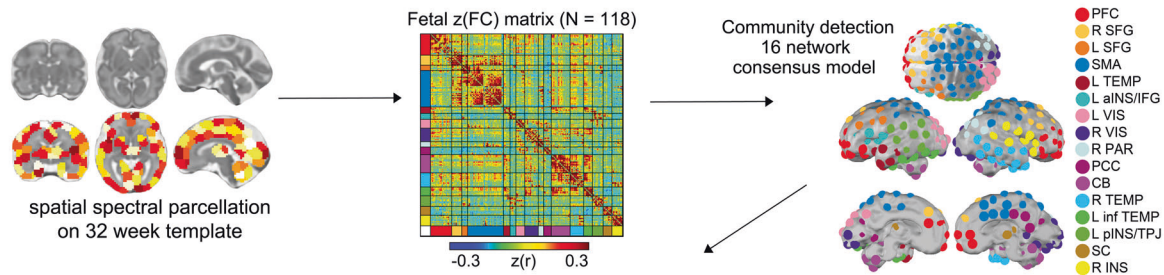 spatial spectral parcellation
on 32 week template
Fetal z(FC) matrix (N = 118)
-0.3
z(r)
0.3
Community detection
16 network
consensus model
PFC
R SFG
L SFG
SMA
L TEMP
L aINS/IFG
L VIS
R VIS
R PAR
PCC
CB
R TEMP
L inf TEMP
L pINS/TPJ
SC
R INS